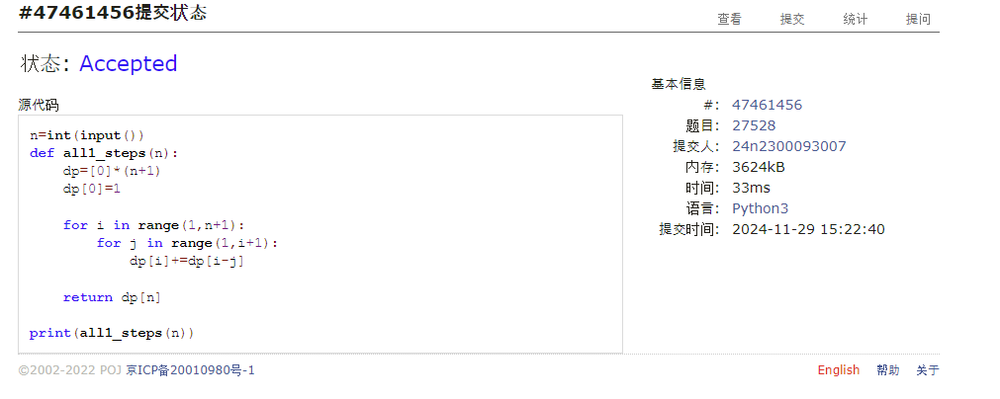 #47461456提交状态
查看 提交 统计 提问
状态: Accepted
源代码
n=int(input())
def all1_steps(n):
    dp=[0]*(n+1)
    dp[0]=1
    for i in range(1,n+1):
        for j in range(1,i+1):
            dp[i]+=dp[i-j]
    return dp[n]
print(all1_steps(n))
基本信息
#: 47461456
题目: 27528
提交人: 24n2300093007
内存: 3624kB
时间: 33ms
语言: Python3
提交时间: 2024-11-29 15:22:40
©2002-2022 POJ 京ICP备20010980号-1
English 帮助 关于